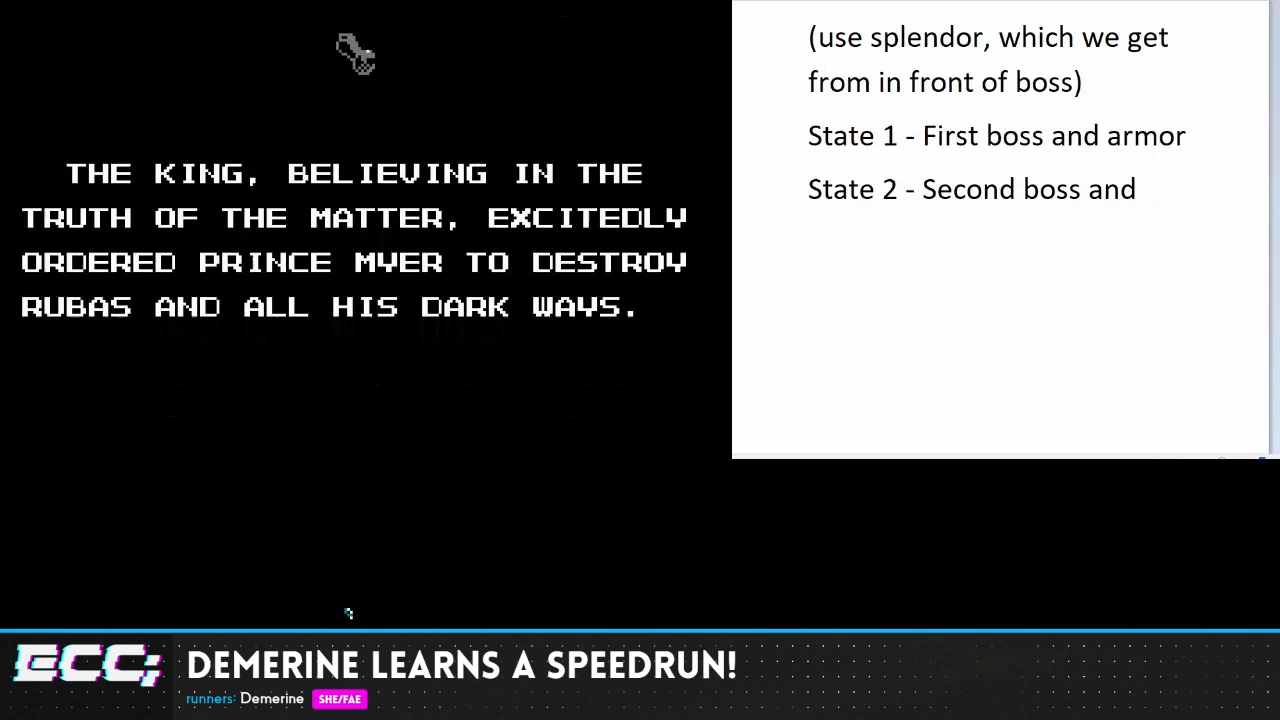 THE KING, BELIEVING IN THE
TRUTH OF THE MATTER, EXCITEDLY
ORDERED PRINCE MYER TO DESTROY
RUBAS AND ALL HIS DARK WAYS.
(use splendor, which we get
from in front of boss)
State 1 - First boss and armor
State 2 - Second boss and
ECC;
DEMERINE LEARNS A SPEEDRUN!
runners: Demerine SHE/FAE